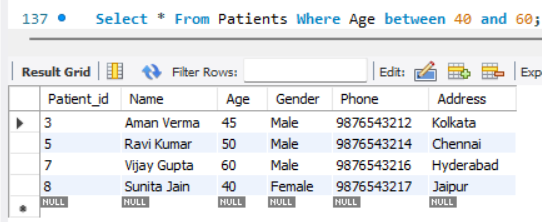 137 Select * From Patients Where Age between 40 and 60;
Result Grid Filter Rows: Edit: Exp
Patient_id Name Age Gender Phone Address
3 Aman Verma 45 Male 9876543212 Kolkata
5 Ravi Kumar 50 Male 9876543214 Chennai
7 Vijay Gupta 60 Male 9876543216 Hyderabad
8 Sunita Jain 40 Female 9876543217 Jaipur
NULL NULL NULL NULL NULL NULL